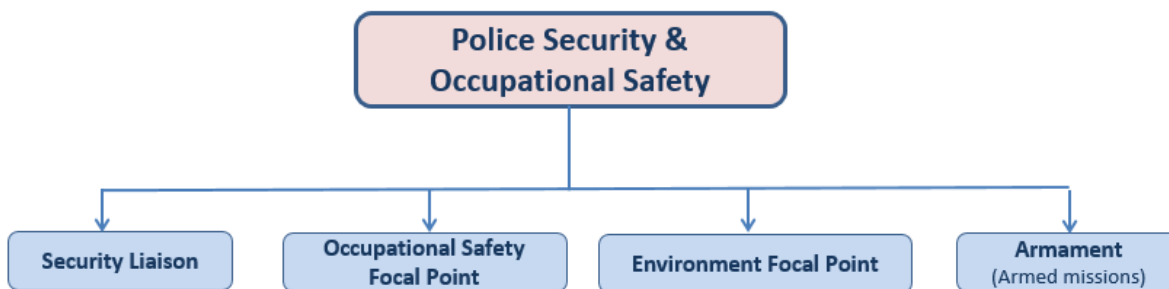 Police Security &
Occupational Safety
Security Liaison
Occupational Safety
Focal Point
Environment Focal Point
Armament
(Armed missions)